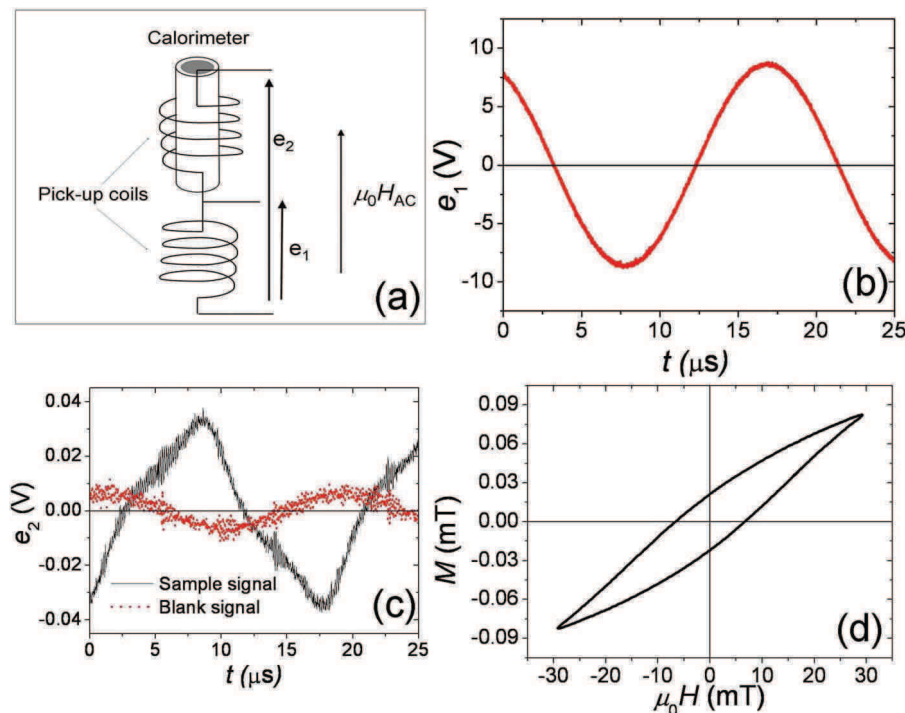 Calorimeter
Pick-up coils
e2
e1
μ0HAC
(a)
10
5
0
-5
-10
e1 (V)
0 5 10 15 20 25
t (μs)
(b)
0.04
0.02
0.00
-0.02
-0.04
e2 (V)
Sample signal
Blank signal
0 5 10 15 20 25
t (μs)
(c)
0.09
0.06
0.03
0.00
-0.03
-0.06
-0.09
M (mT)
-30 -20 -10 0 10 20 30
μ0H (mT)
(d)